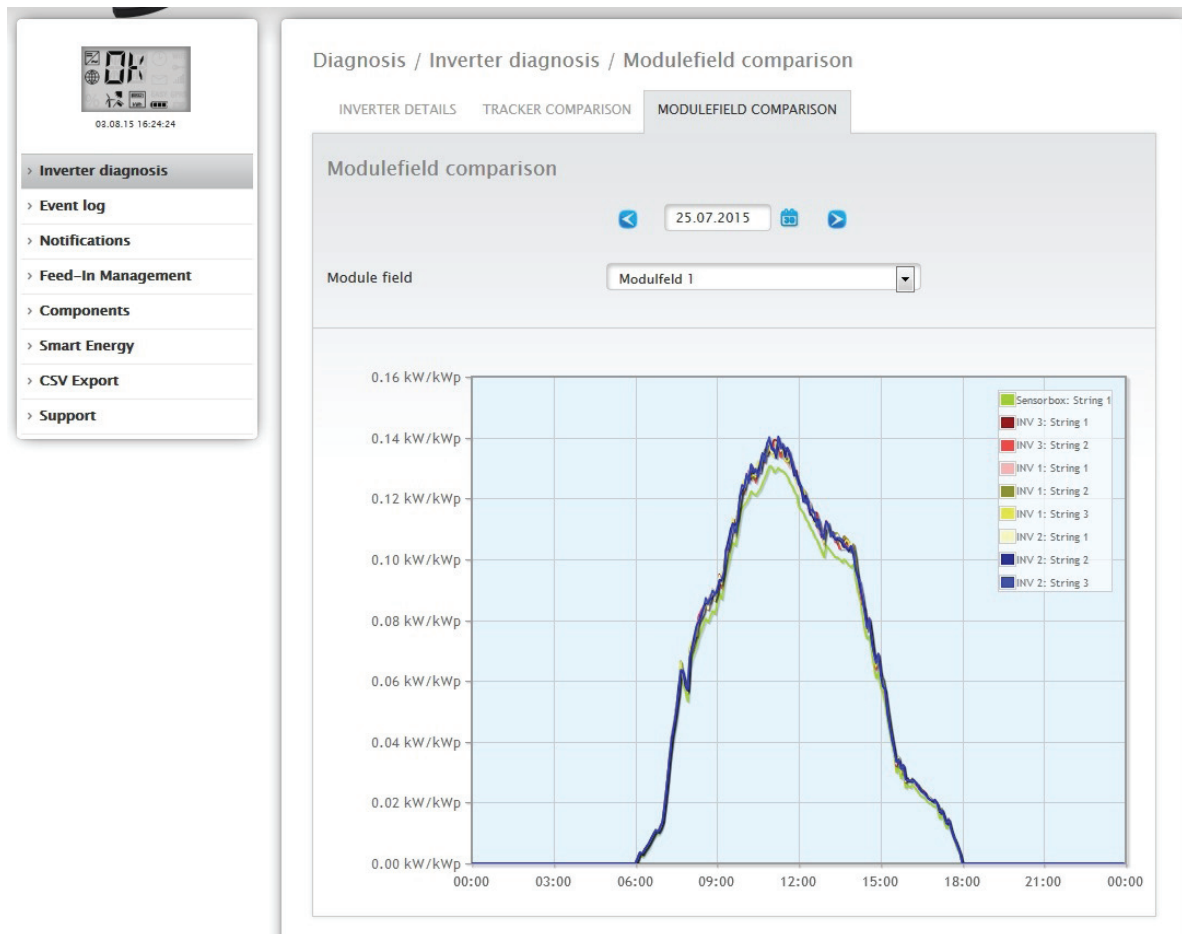 OK
03.08.15 16:24:24
Inverter diagnosis
Event log
Notifications
Feed-In Management
Components
Smart Energy
CSV Export
Support
Diagnosis / Inverter diagnosis / Modulefield comparison
INVERTER DETAILS TRACKER COMPARISON MODULEFIELD COMPARISON
Modulefield comparison
25.07.2015
Module field Modulfeld 1
0.16 kW/kWp
0.14 kW/kWp
0.12 kW/kWp
0.10 kW/kWp
0.08 kW/kWp
0.06 kW/kWp
0.04 kW/kWp
0.02 kW/kWp
0.00 kW/kWp
00:00 03:00 06:00 09:00 12:00 15:00 18:00 21:00 00:00
Sensorbox: String 1
INV 3: String 1
INV 3: String 2
INV 1: String 1
INV 1: String 2
INV 1: String 3
INV 2: String 1
INV 2: String 2
INV 2: String 3